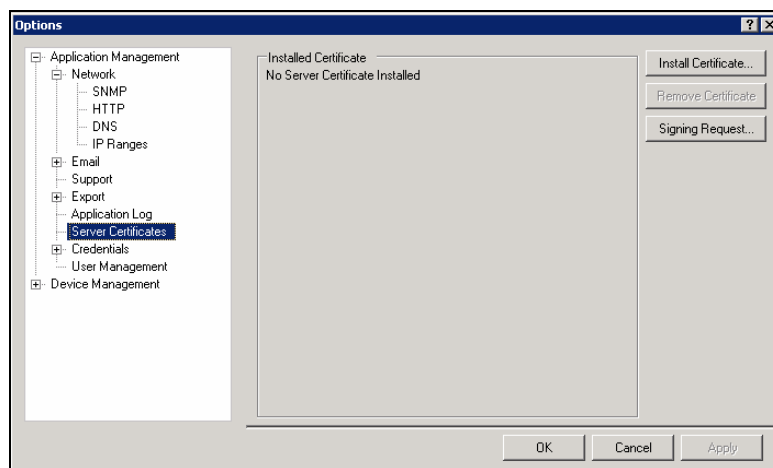 Options
Application Management
Network
SNMP
HTTP
DNS
IP Ranges
Email
Support
Export
Application Log
Server Certificates
Credentials
User Management
Device Management
Installed Certificate
No Server Certificate Installed
Install Certificate...
Remove Certificate
Signing Request...
OK
Cancel
Apply